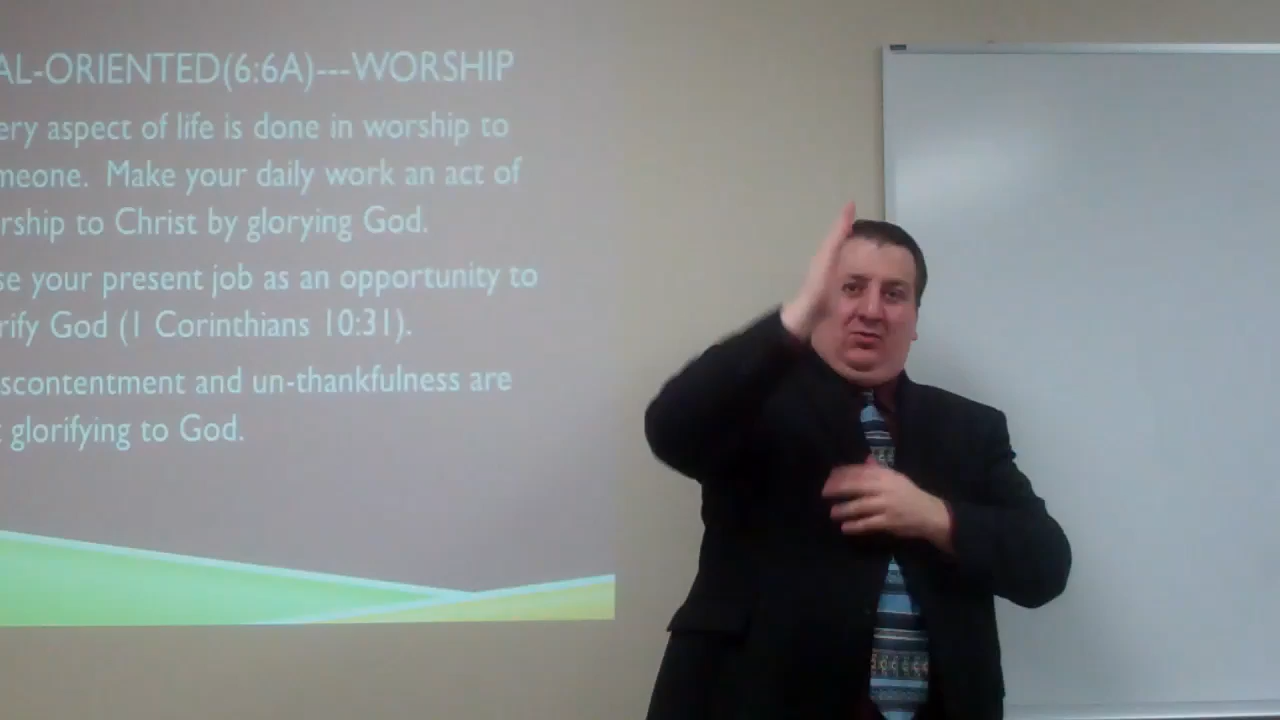 AL-ORIENTED(6:6A)---WORSHIP
ery aspect of life is done in worship to
meone. Make your daily work an act of
rship to Christ by glorying God.
se your present job as an opportunity to
rify God (1 Corinthians 10:31).
scontentment and un-thankfulness are
t glorifying to God.